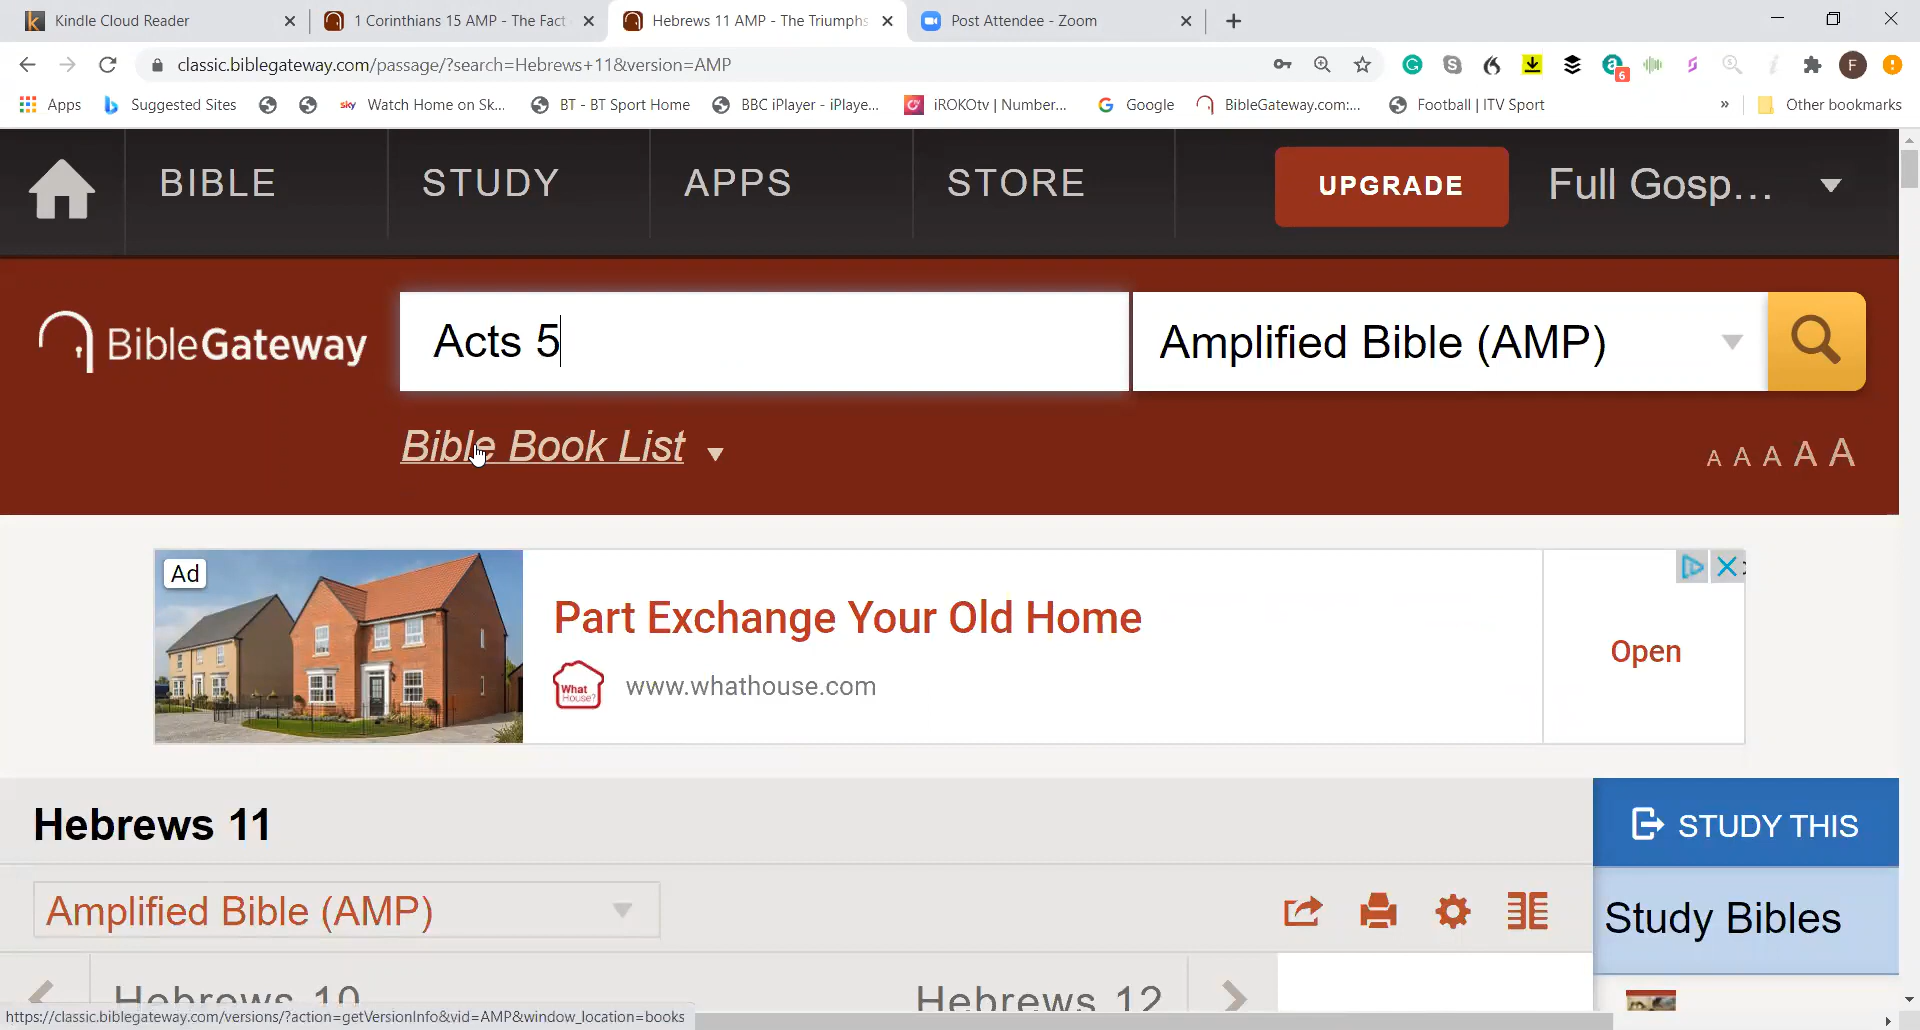 Kindle Cloud Reader
1 Corinthians 15 AMP - The Fact
Hebrews 11 AMP - The Triumphs
Post Attendee - Zoom
classic.biblegateway.com/passage/?search=Hebrews+11&version=AMP
6
F
Apps
Suggested Sites
sky Watch Home on Sk...
BT - BT Sport Home
BBC iPlayer - iPlaye...
iROKOtv | Number...
Google
BibleGateway.com:...
Football | ITV Sport
»
Other bookmarks
BIBLE
STUDY
APPS
STORE
UPGRADE
Full Gosp...
BibleGateway
Acts 5
Amplified Bible (AMP)
Bible Book List
A A A A A
Ad
Part Exchange Your Old Home
What House?
www.whathouse.com
Open
Hebrews 11
STUDY THIS
Amplified Bible (AMP)
Study Bibles
Hebrews 10
Hebrews 12
https://classic.biblegateway.com/versions/?action=getVersionInfo&vid=AMP&window_location=books